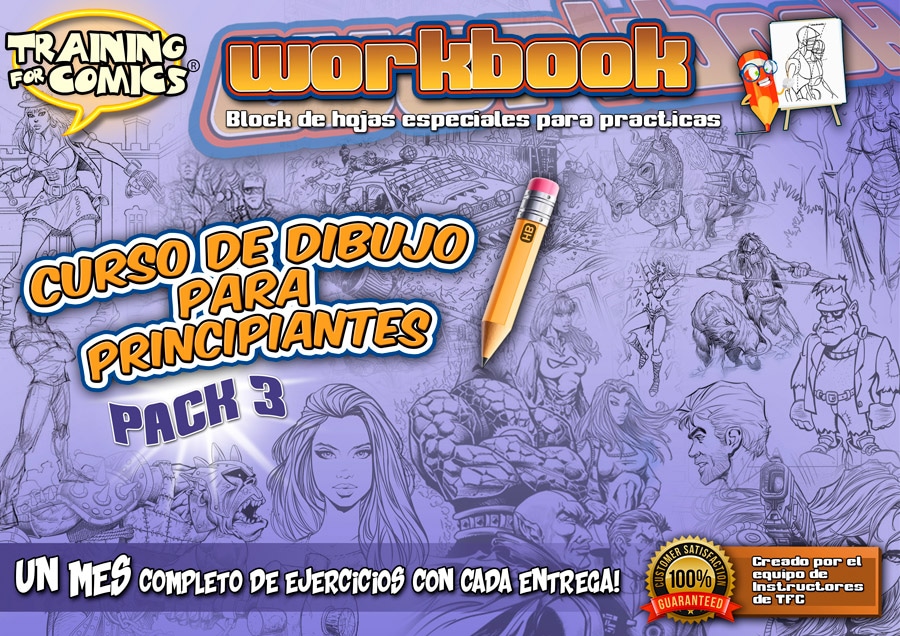 TRAINING
FOR COMICS®
workbook
Block de hojas especiales para practicas
HB
CURSO DE DIBUJO
PARA
PRINCIPIANTES
PACK 3
UN MES COMPLETO DE EJERCICIOS CON CADA ENTREGA!
CUSTOMER SATISFACTION
100%
GUARANTEED
Creado por el
equipo de
Instructores
de TFC